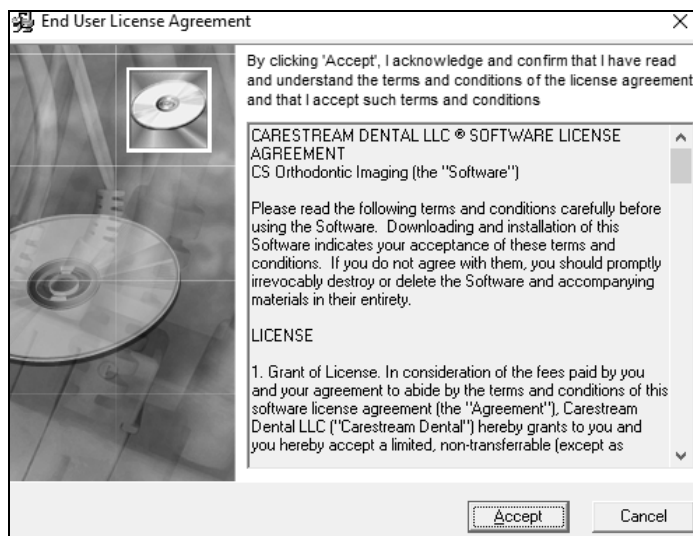 End User License Agreement
By clicking 'Accept', I acknowledge and confirm that I have read
and understand the terms and conditions of the license agreement
and that I accept such terms and conditions
CARESTREAM DENTAL LLC ® SOFTWARE LICENSE
AGREEMENT
CS Orthodontic Imaging (the "Software")
Please read the following terms and conditions carefully before
using the Software.  Downloading and installation of this
Software indicates your acceptance of these terms and
conditions.  If you do not agree with them, you should promptly
irrevocably destroy or delete the Software and accompanying
materials in their entirety.
LICENSE
1. Grant of License. In consideration of the fees paid by you
and your agreement to abide by the terms and conditions of this
software license agreement (the "Agreement"), Carestream
Dental LLC ("Carestream Dental") hereby grants to you and
you hereby accept a limited, non-transferrable (except as
Accept
Cancel